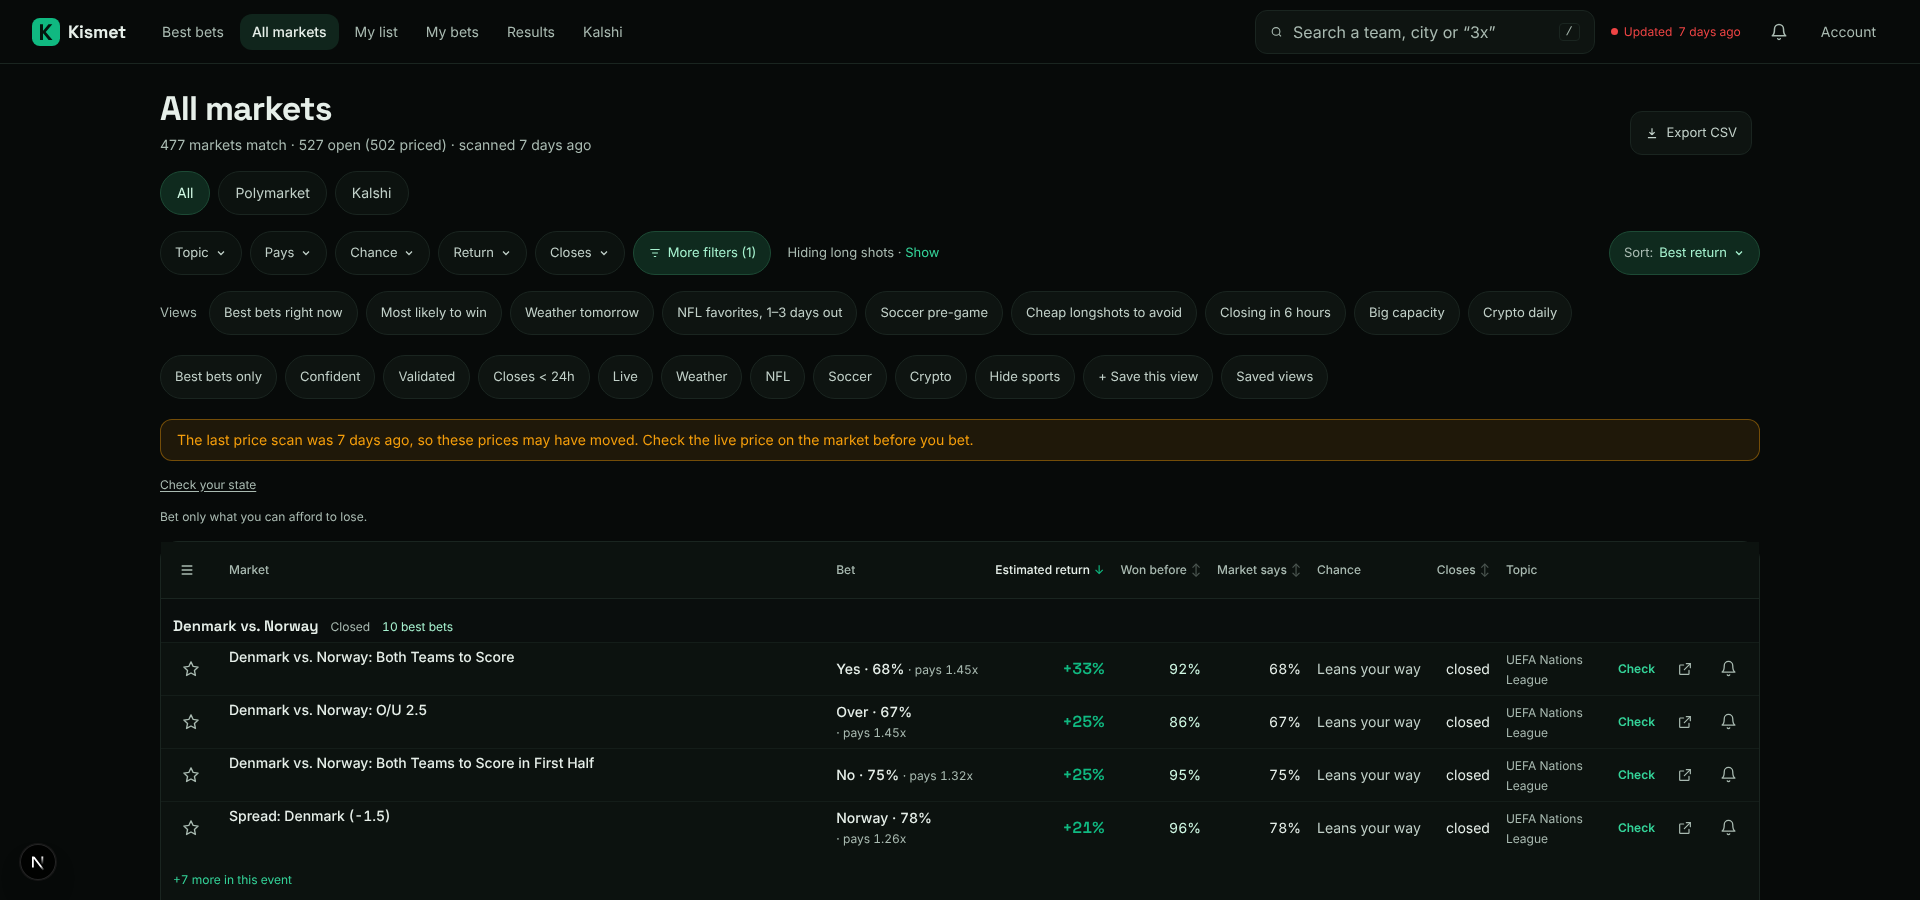 K Kismet Best bets All markets My list My bets Results Kalshi Search a team, city or “3x” / Updated 7 days ago Account
All markets
477 markets match · 527 open (502 priced) · scanned 7 days ago
Export CSV
All Polymarket Kalshi
Topic Pays Chance Return Closes More filters (1) Hiding long shots · Show Sort: Best return
Views Best bets right now Most likely to win Weather tomorrow NFL favorites, 1–3 days out Soccer pre-game Cheap longshots to avoid Closing in 6 hours Big capacity Crypto daily
Best bets only Confident Validated Closes < 24h Live Weather NFL Soccer Crypto Hide sports + Save this view Saved views
The last price scan was 7 days ago, so these prices may have moved. Check the live price on the market before you bet.
Check your state
Bet only what you can afford to lose.
Market Bet Estimated return Won before Market says Chance Closes Topic
Denmark vs. Norway Closed 10 best bets
Denmark vs. Norway: Both Teams to Score Yes · 68% · pays 1.45x +33% 92% 68% Leans your way closed UEFA Nations League Check
Denmark vs. Norway: O/U 2.5 Over · 67% · pays 1.45x +25% 86% 67% Leans your way closed UEFA Nations League Check
Denmark vs. Norway: Both Teams to Score in First Half No · 75% · pays 1.32x +25% 95% 75% Leans your way closed UEFA Nations League Check
Spread: Denmark (-1.5) Norway · 78% · pays 1.26x +21% 96% 78% Leans your way closed UEFA Nations League Check
N
+7 more in this event